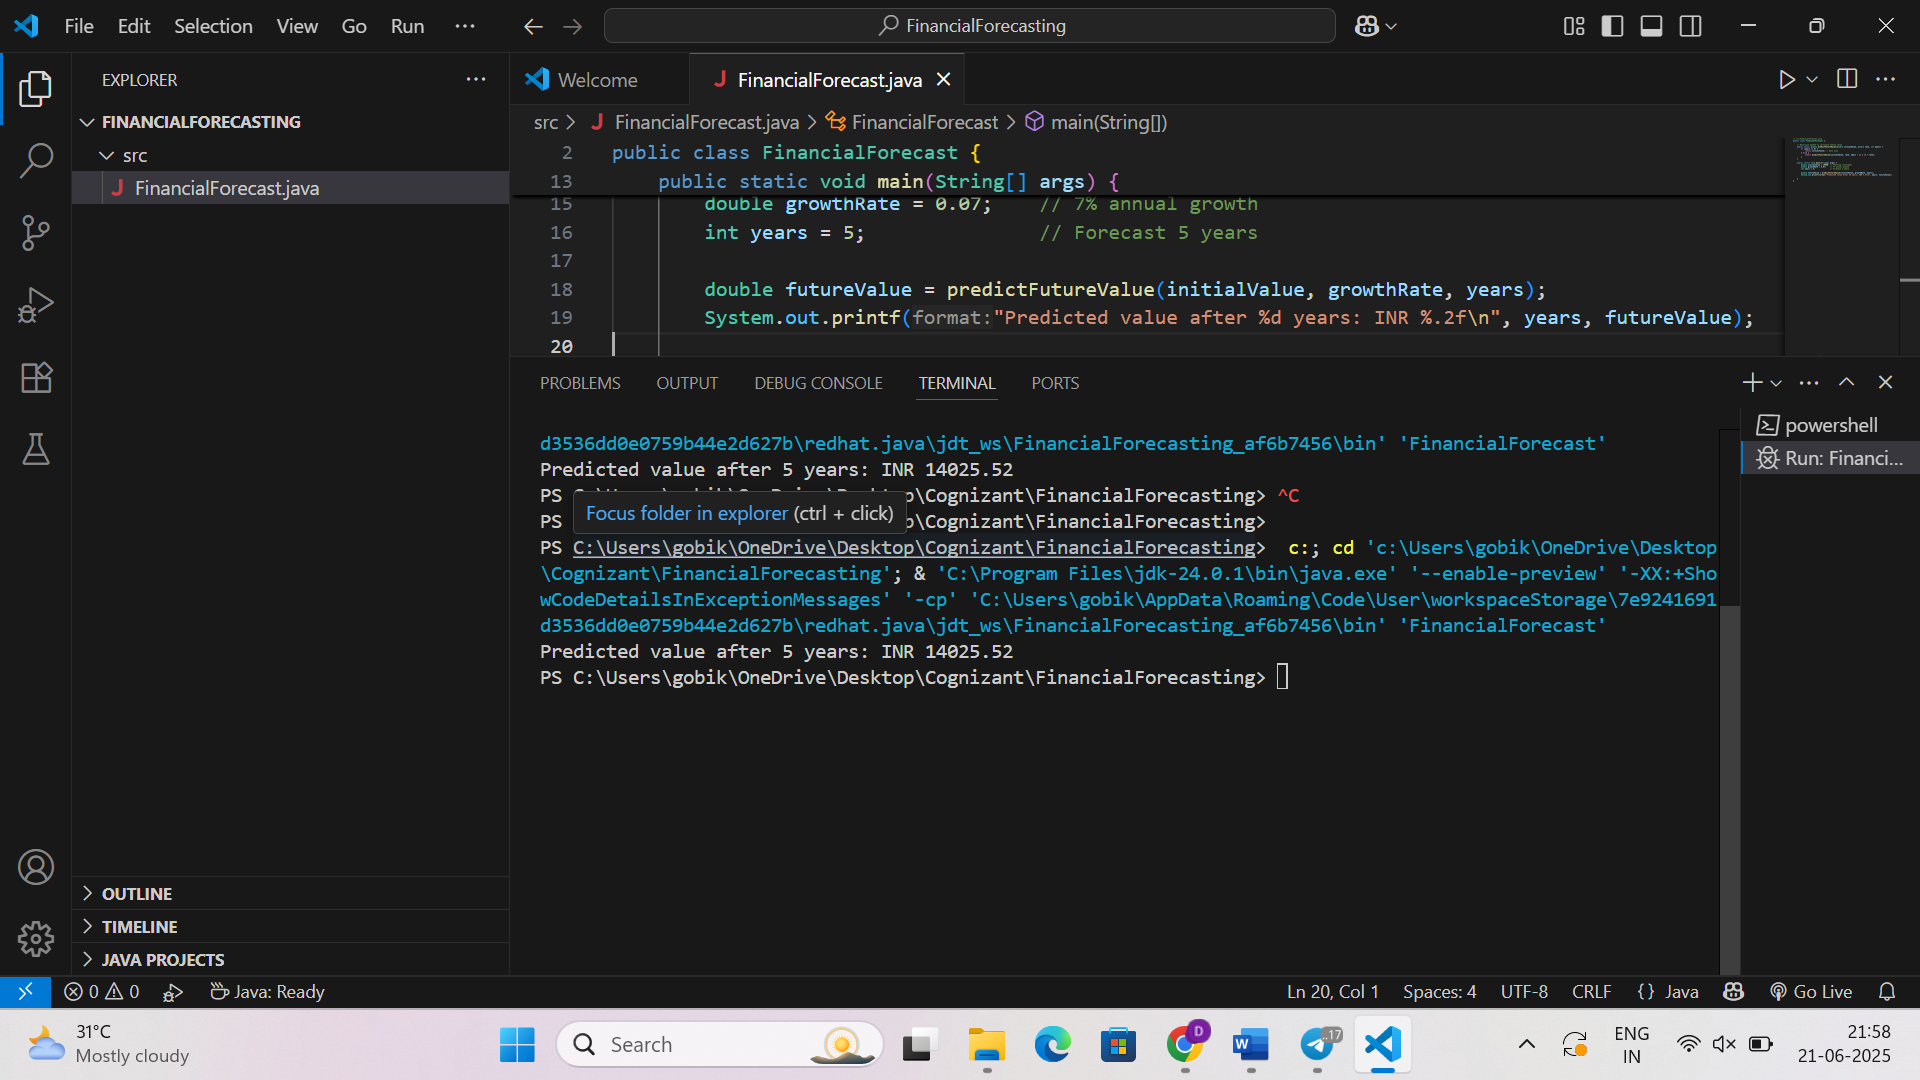 File Edit Selection View Go Run ···
FinancialForecasting
EXPLORER
FINANCIALFORECASTING
src
J FinancialForecast.java
Welcome
J FinancialForecast.java
src > J FinancialForecast.java > FinancialForecast > main(String[])
2 public class FinancialForecast {
13 public static void main(String[] args) {
15 double growthRate = 0.07; // 7% annual growth
16 int years = 5; // Forecast 5 years
17
18 double futureValue = predictFutureValue(initialValue, growthRate, years);
19 System.out.printf(format:"Predicted value after %d years: INR %.2f\n", years, futureValue);
20
PROBLEMS OUTPUT DEBUG CONSOLE TERMINAL PORTS
powershell
Run: Financi...
d3536dd0e0759b44e2d627b\redhat.java\jdt_ws\FinancialForecasting_af6b7456\bin' 'FinancialForecast'
Predicted value after 5 years: INR 14025.52
PS p\Cognizant\FinancialForecasting> ^C
Focus folder in explorer (ctrl + click)
PS p\Cognizant\FinancialForecasting>
PS C:\Users\gobik\OneDrive\Desktop\Cognizant\FinancialForecasting> c:; cd 'c:\Users\gobik\OneDrive\Desktop
\Cognizant\FinancialForecasting'; & 'C:\Program Files\jdk-24.0.1\bin\java.exe' '--enable-preview' '-XX:+Sho
wCodeDetailsInExceptionMessages' '-cp' 'C:\Users\gobik\AppData\Roaming\Code\User\workspaceStorage\7e9241691
d3536dd0e0759b44e2d627b\redhat.java\jdt_ws\FinancialForecasting_af6b7456\bin' 'FinancialForecast'
Predicted value after 5 years: INR 14025.52
PS C:\Users\gobik\OneDrive\Desktop\Cognizant\FinancialForecasting>
OUTLINE
TIMELINE
JAVA PROJECTS
0 0 Java: Ready
Ln 20, Col 1 Spaces: 4 UTF-8 CRLF {} Java Go Live
31°C
Mostly cloudy
Search
D
17
ENG
IN
21:58
21-06-2025